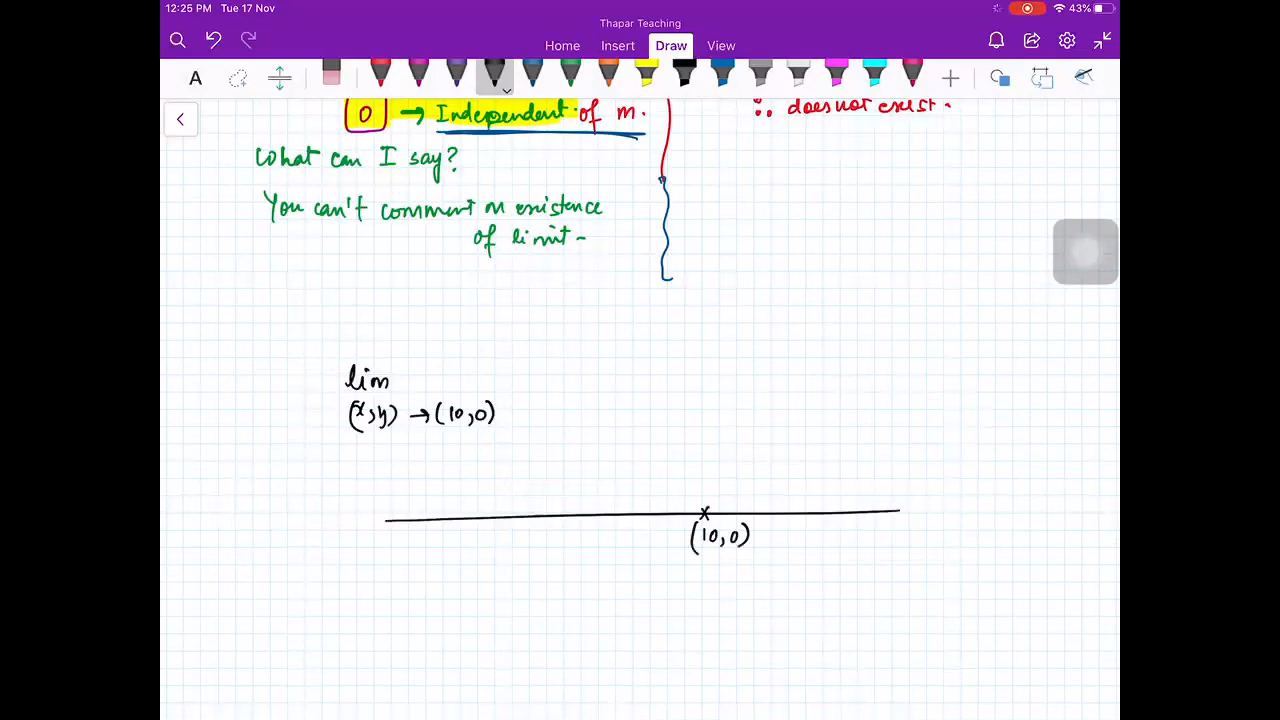 12:25 PM Tue 17 Nov
43%
Thapar Teaching
Home Insert Draw View
A
0 → Independent of m.
∴ does not exist.
What can I say?
You can't comment on existence
of limit-
lim
(x,y) → (10,0)
x
(10,0)